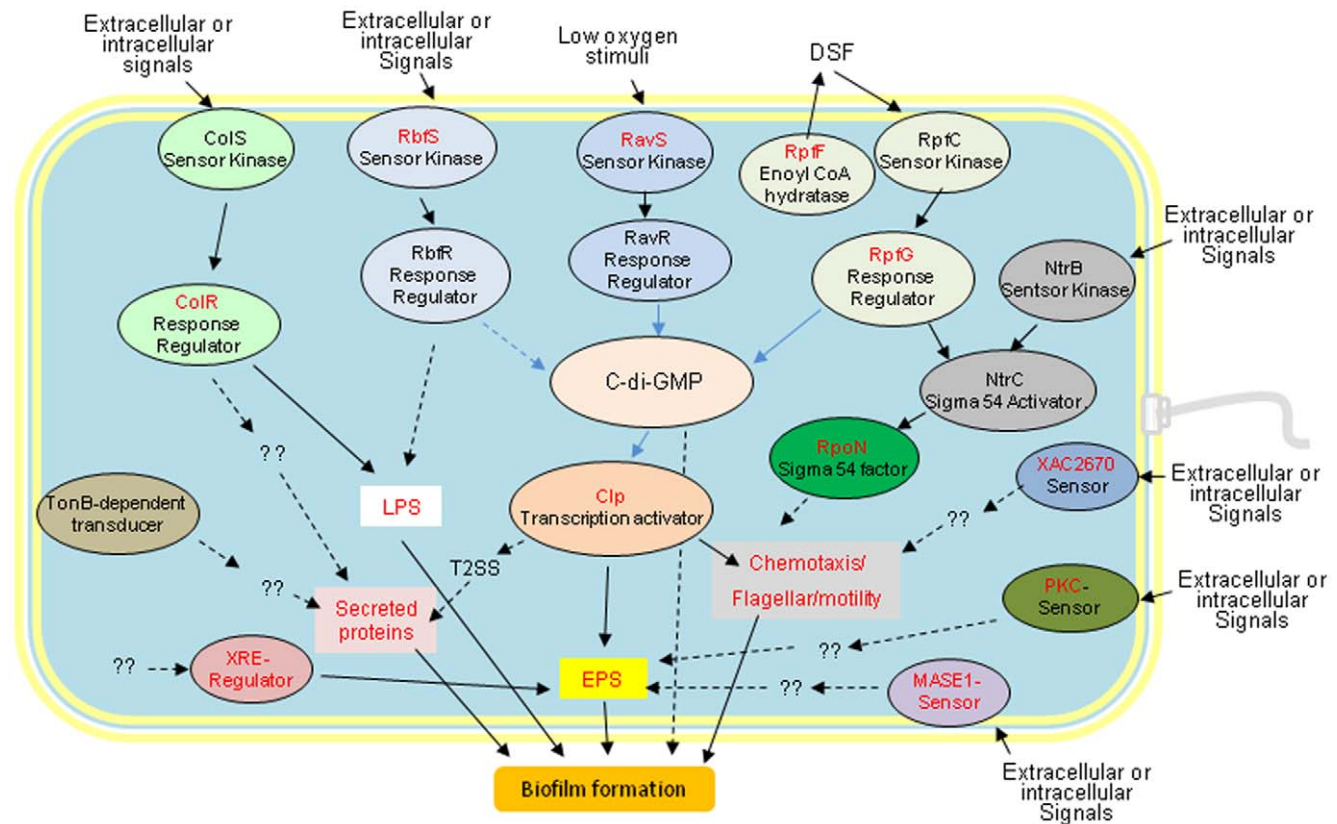 Extracellular or
intracellular
signals
Extracellular or
intracellular
Signals
Low oxygen
stimuli
DSF
ColS
Sensor Kinase
RbfS
Sensor Kinase
RavS
Sensor Kinase
RpfF
Enoyl CoA
hydratase
RpfC
Sensor Kinase
Extracellular or
intracellular
Signals
ColR
Response
Regulator
RbfR
Response
Regulator
RavR
Response
Regulator
RpfG
Response
Regulator
NtrB
Sentsor Kinase
C-di-GMP
NtrC
Sigma 54 Activator.
??
RpoN
Sigma 54 factor
XAC2670
Sensor
Extracellular or
intracellular
Signals
TonB-dependent
transducer
LPS
Clp
Transcription activator
??
T2SS
Chemotaxis/
Flagellar/motility
??
Secreted
proteins
PKC-
Sensor
Extracellular or
intracellular
Signals
??
XRE-
Regulator
EPS
??
??
MASE1-
Sensor
Extracellular or
intracellular
Signals
Biofilm formation